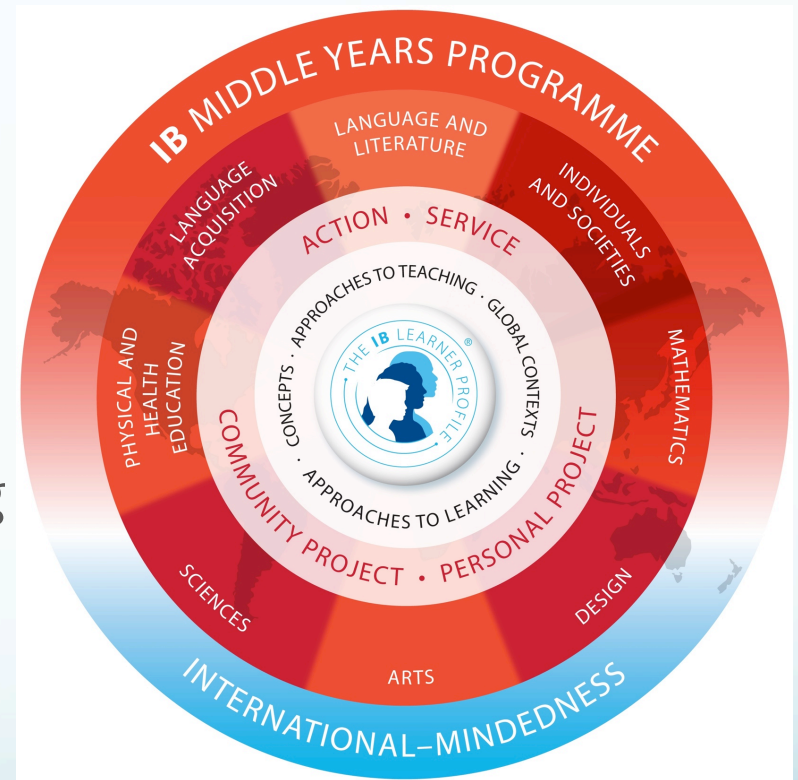 IB MIDDLE YEARS PROGRAMME
LANGUAGE AND
LITERATURE
INDIVIDUALS
AND SOCIETIES
MATHEMATICS
DESIGN
ARTS
SCIENCES
PHYSICAL AND
HEALTH
EDUCATION
LANGUAGE
ACQUISITION
ACTION • SERVICE
COMMUNITY PROJECT • PERSONAL PROJECT
APPROACHES TO TEACHING · GLOBAL CONTEXTS ·
APPROACHES TO LEARNING · CONCEPTS ·
• THE IB LEARNER PROFILE • ®
INTERNATIONAL–MINDEDNESS
g